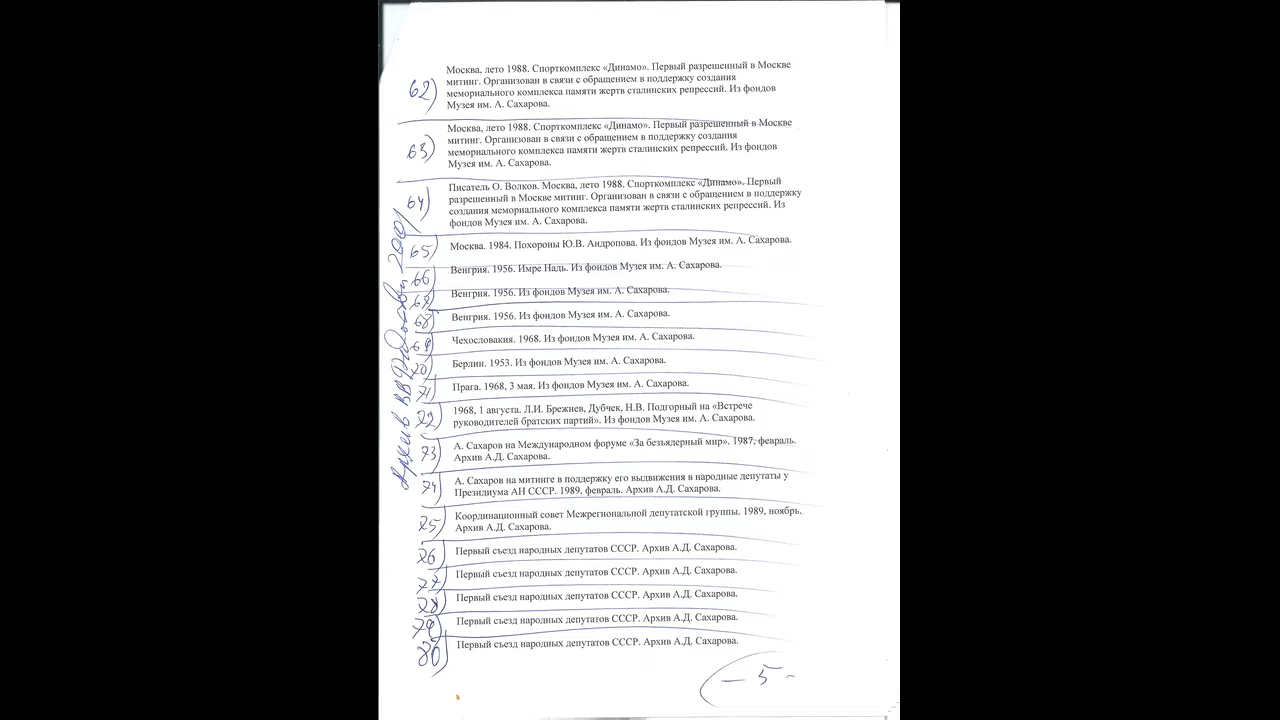 62) Москва, лето 1988. Спорткомплекс «Динамо». Первый разрешенный в Москве
митинг. Организован в связи с обращением в поддержку создания
мемориального комплекса памяти жертв сталинских репрессий. Из фондов
Музея им. А. Сахарова.
63) Москва, лето 1988. Спорткомплекс «Динамо». Первый разрешенный в Москве
митинг. Организован в связи с обращением в поддержку создания
мемориального комплекса памяти жертв сталинских репрессий. Из фондов
Музея им. А. Сахарова.
64) Писатель О. Волков. Москва, лето 1988. Спорткомплекс «Динамо». Первый
разрешенный в Москве митинг. Организован в связи с обращением в поддержку
создания мемориального комплекса памяти жертв сталинских репрессий. Из
фондов Музея им. А. Сахарова.
65) Москва. 1984. Похороны Ю.В. Андропова. Из фондов Музея им. А. Сахарова.
66) Венгрия. 1956. Имре Надь. Из фондов Музея им. А. Сахарова.
67) Венгрия. 1956. Из фондов Музея им. А. Сахарова.
68) Венгрия. 1956. Из фондов Музея им. А. Сахарова.
69) Чехословакия. 1968. Из фондов Музея им. А. Сахарова.
70) Берлин. 1953. Из фондов Музея им. А. Сахарова.
71) Прага. 1968, 3 мая. Из фондов Музея им. А. Сахарова.
72) 1968, 1 августа. Л.И. Брежнев, Дубчек, Н.В. Подгорный на «Встрече
руководителей братских партий». Из фондов Музея им. А. Сахарова.
73) А. Сахаров на Международном форуме «За безъядерный мир», 1987, февраль.
Архив А.Д. Сахарова.
74) А. Сахаров на митинге в поддержку его выдвижения в народные депутаты у
Президиума АН СССР. 1989, февраль. Архив А.Д. Сахарова.
75) Координационный совет Межрегиональной депутатской группы. 1989, ноябрь.
Архив А.Д. Сахарова.
76) Первый съезд народных депутатов СССР. Архив А.Д. Сахарова.
77) Первый съезд народных депутатов СССР. Архив А.Д. Сахарова.
78) Первый съезд народных депутатов СССР. Архив А.Д. Сахарова.
79) Первый съезд народных депутатов СССР. Архив А.Д. Сахарова.
80) Первый съезд народных депутатов СССР. Архив А.Д. Сахарова.
Архив ВВ 2001
– 5 –